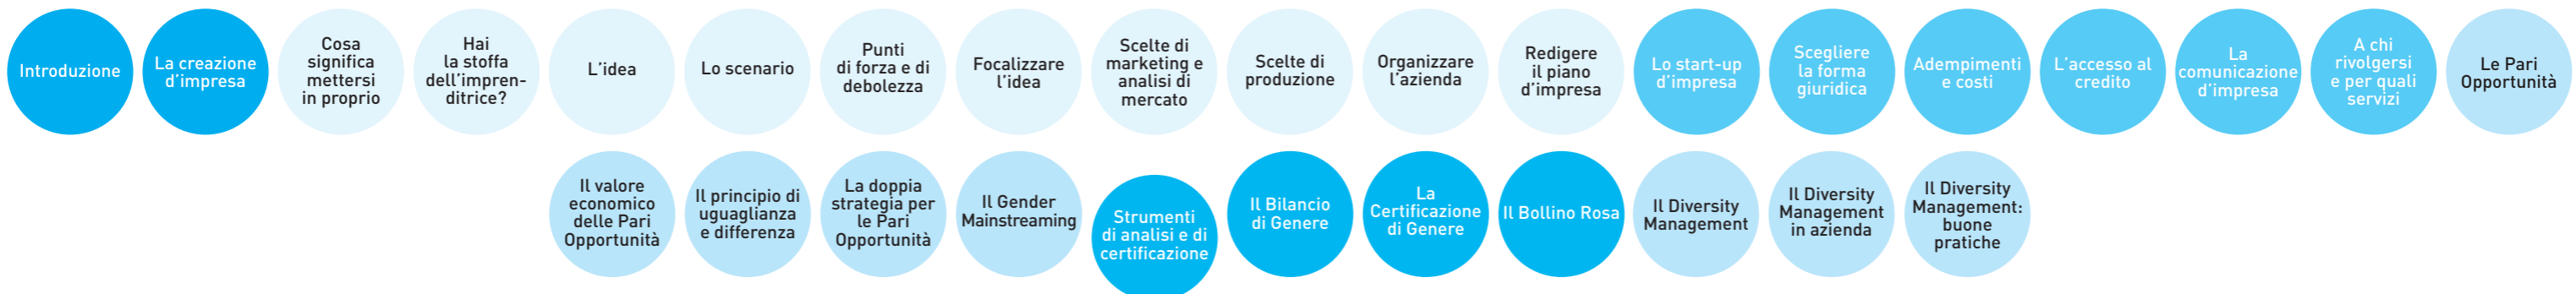 Introduzione
La creazione
d’impresa
Cosa
significa
mettersi
in proprio
Hai
la stoffa
dell’impren-
ditrice?
L’idea
Lo scenario
Punti
di forza e di
debolezza
Focalizzare
l’idea
Scelte di
marketing e
analisi di
mercato
Scelte di
produzione
Organizzare
l’azienda
Redigere
il piano
d’impresa
Lo start-up
d’impresa
Scegliere
la forma
giuridica
Adempimenti
e costi
L’accesso al
credito
La
comunicazione
d’impresa
A chi
rivolgersi
e per quali
servizi
Le Pari
Opportunità
Il valore
economico
delle Pari
Opportunità
Il principio di
uguaglianza
e differenza
La doppia
strategia per
le Pari
Opportunità
Il Gender
Mainstreaming
Strumenti
di analisi e di
certificazione
Il Bilancio
di Genere
La
Certificazione
di Genere
Il Bollino Rosa
Il Diversity
Management
Il Diversity
Management
in azienda
Il Diversity
Management:
buone
pratiche